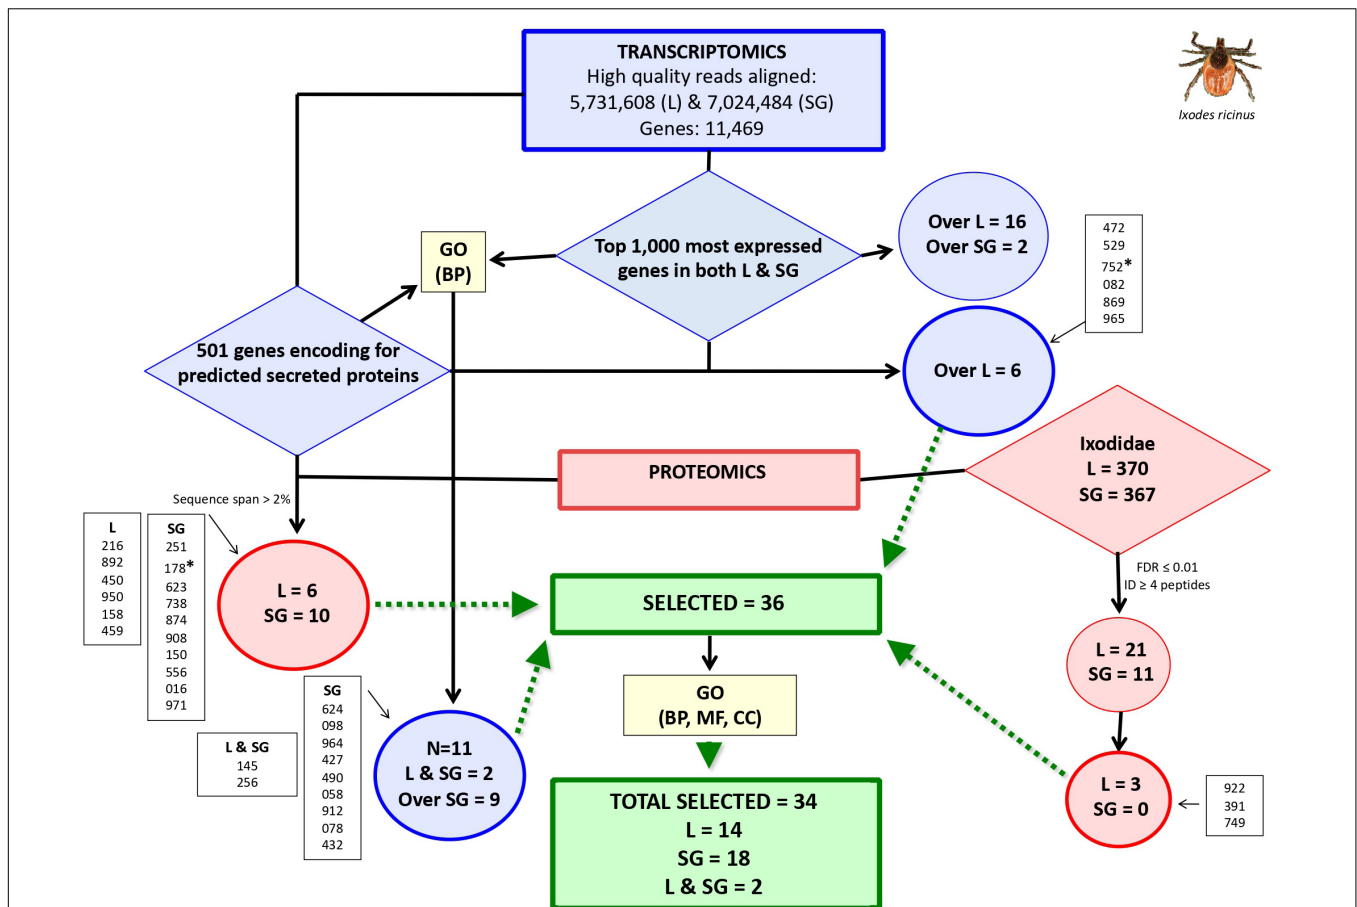 TRANSCRIPTOMICS
High quality reads aligned:
5,731,608 (L) & 7,024,484 (SG)
Genes: 11,469
Ixodes ricinus
Top 1,000 most expressed
genes in both L & SG
GO
(BP)
Over L = 16
Over SG = 2
472
529
752*
082
869
965
501 genes encoding for
predicted secreted proteins
Over L = 6
Ixodidae
L = 370
SG = 367
PROTEOMICS
Sequence span > 2%
L
216
892
450
950
158
459
SG
251
178*
623
738
874
908
150
556
016
971
L = 6
SG = 10
FDR ≤ 0.01
ID ≥ 4 peptides
SELECTED = 36
L = 21
SG = 11
GO
(BP, MF, CC)
L & SG
145
256
SG
624
098
964
427
490
058
912
078
432
N=11
L & SG = 2
Over SG = 9
L = 3
SG = 0
922
391
749
TOTAL SELECTED = 34
L = 14
SG = 18
L & SG = 2